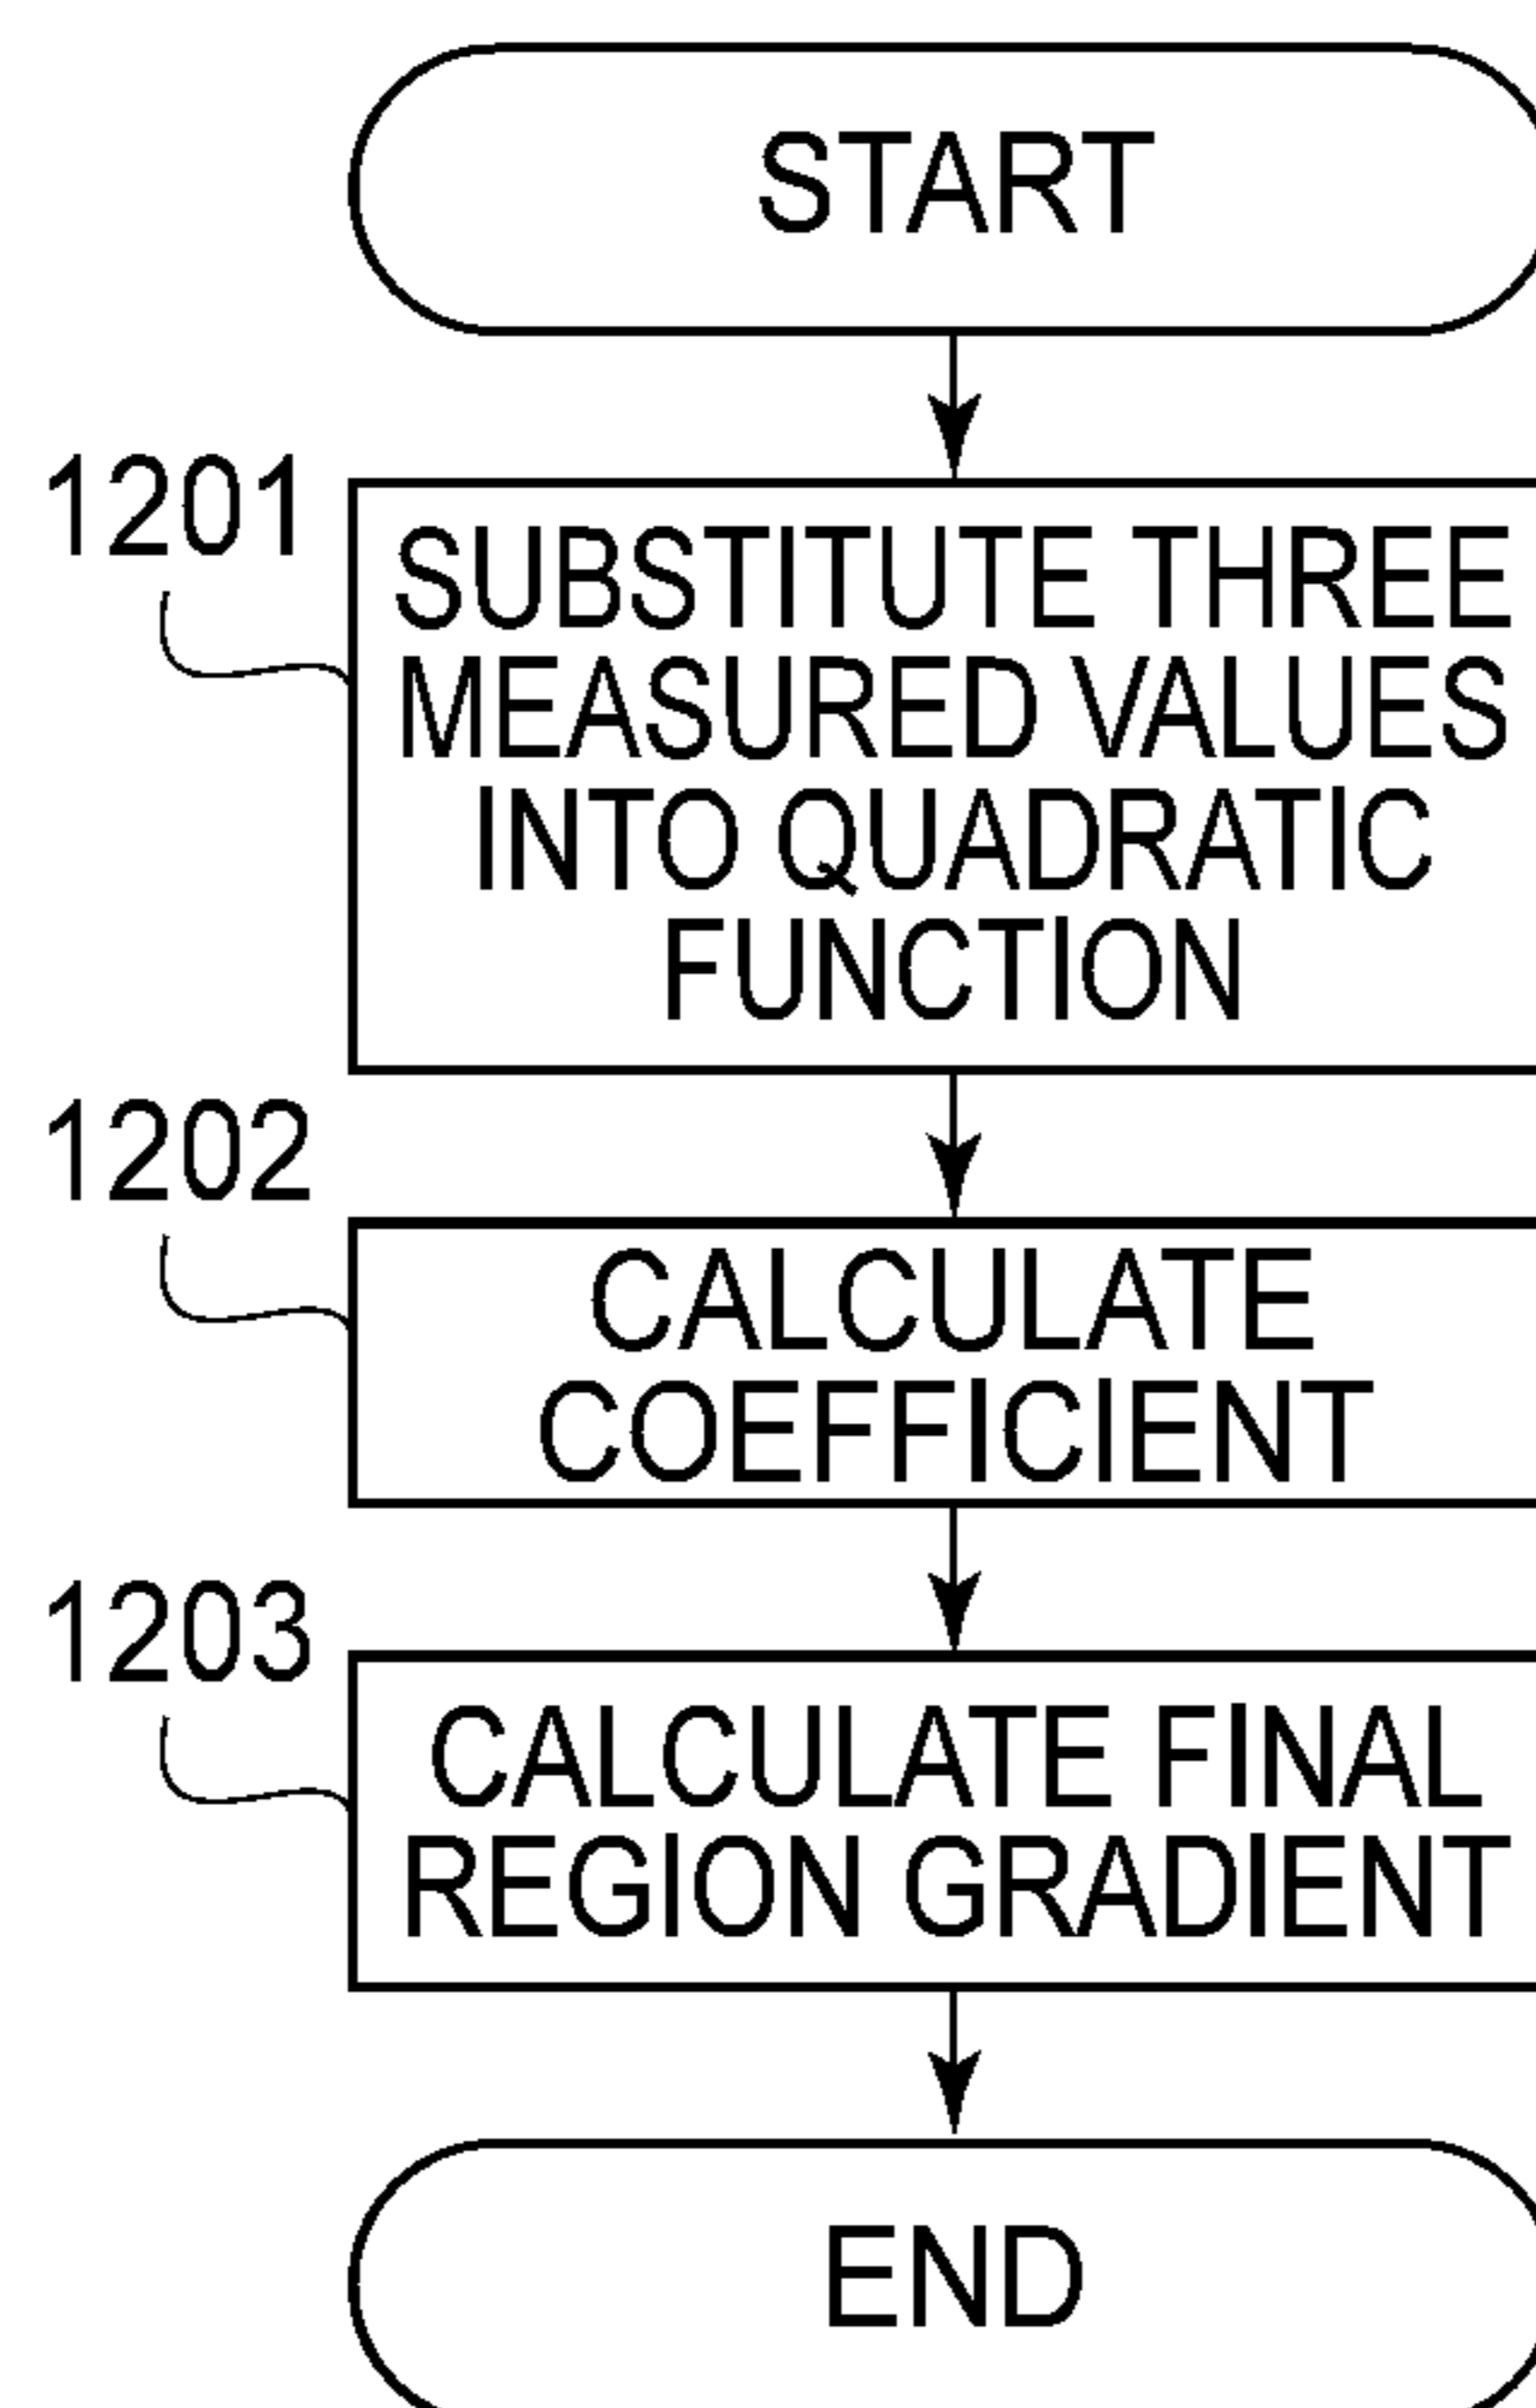 START
1201
SUBSTITUTE THREE
MEASURED VALUES
INTO QUADRATIC
FUNCTION
1202
CALCULATE
COEFFICIENT
1203
CALCULATE FINAL
REGION GRADIENT
END